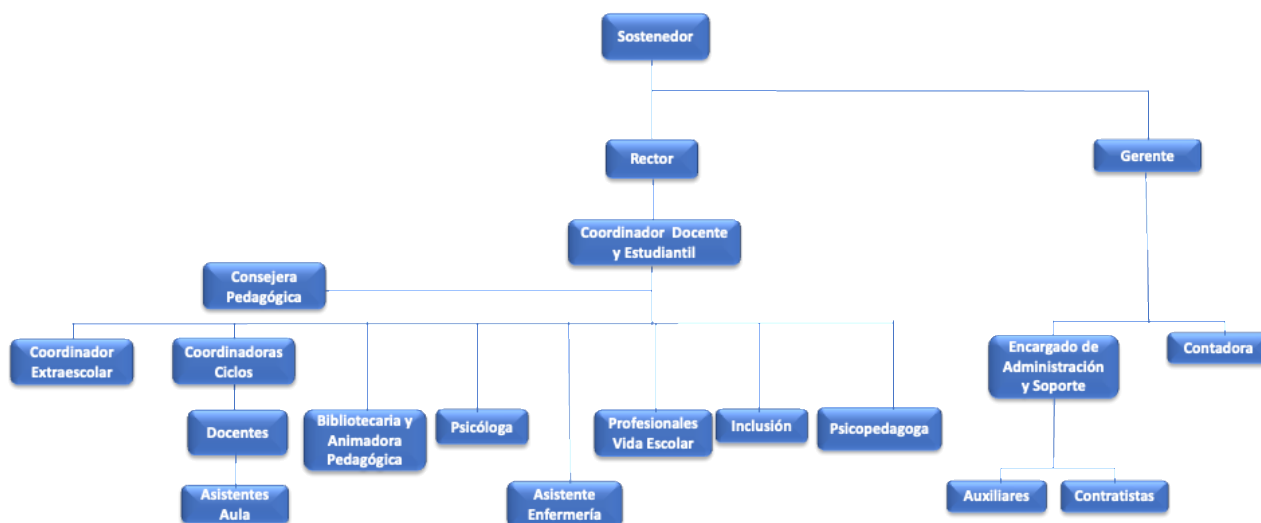 Sostenedor
Rector
Gerente
Coordinador Docente
y Estudiantil
Consejera
Pedagógica
Coordinador
Extraescolar
Coordinadoras
Ciclos
Encargado de
Administración
y Soporte
Contadora
Docentes
Bibliotecaria y
Animadora
Pedagógica
Psicóloga
Profesionales
Vida Escolar
Inclusión
Psicopedagoga
Asistentes
Aula
Asistente
Enfermería
Auxiliares
Contratistas